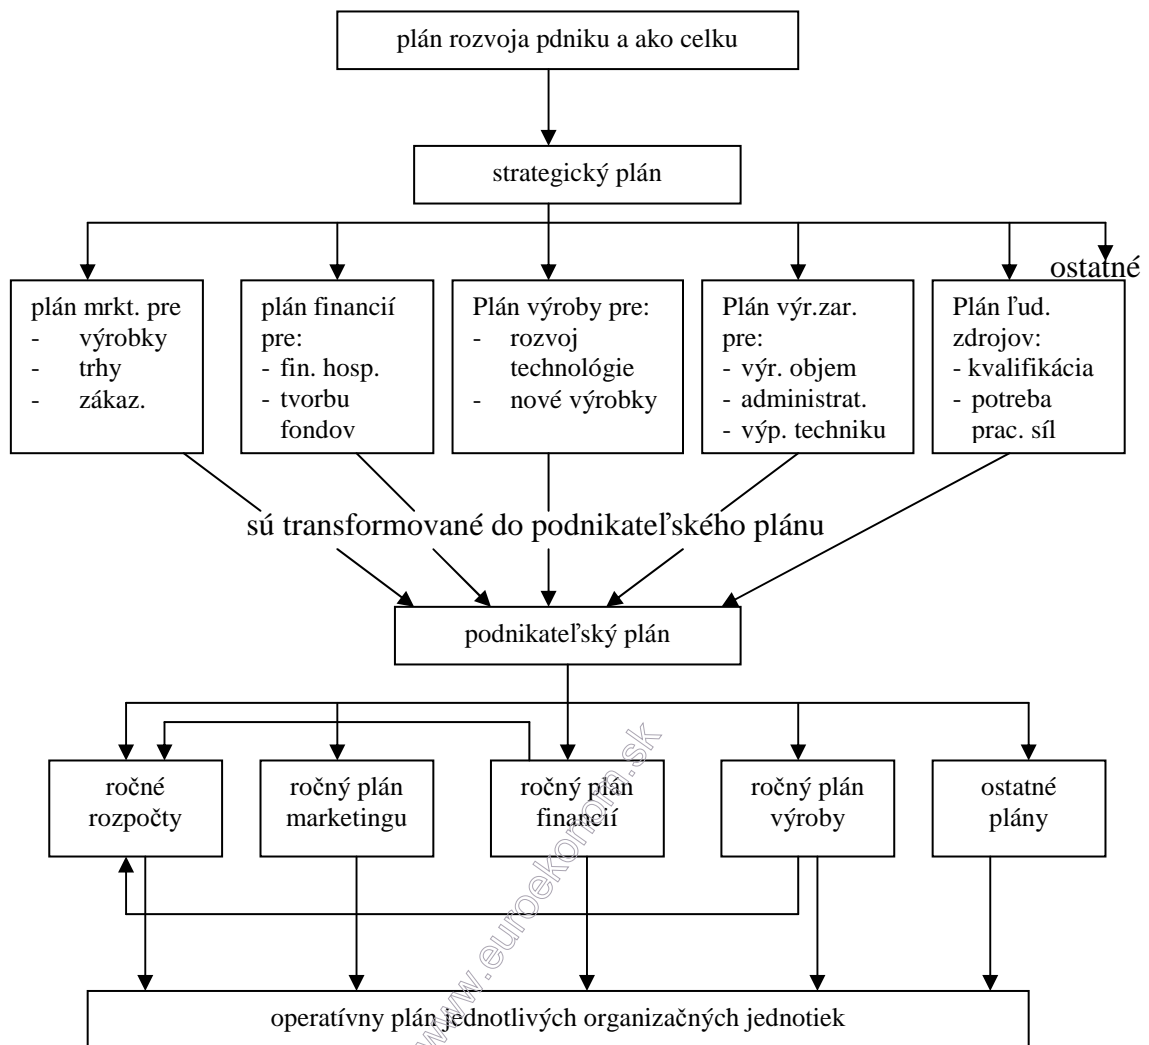 plán rozvoja pdniku a ako celku
strategický plán
ostatné
plán mrkt. pre
- výrobky
- trhy
- zákaz.
plán financií
pre:
- fin. hosp.
- tvorbu
fondov
Plán výroby pre:
- rozvoj
technológie
- nové výrobky
Plán výr.zar.
pre:
- výr. objem
- administrat.
- výp. techniku
Plán ľud.
zdrojov:
- kvalifikácia
- potreba
prac. síl
sú transformované do podnikateľského plánu
podnikateľský plán
ročné
rozpočty
ročný plán
marketingu
ročný plán
financií
ročný plán
výroby
ostatné
plány
operatívny plán jednotlivých organizačných jednotiek
www.euroekonom.sk